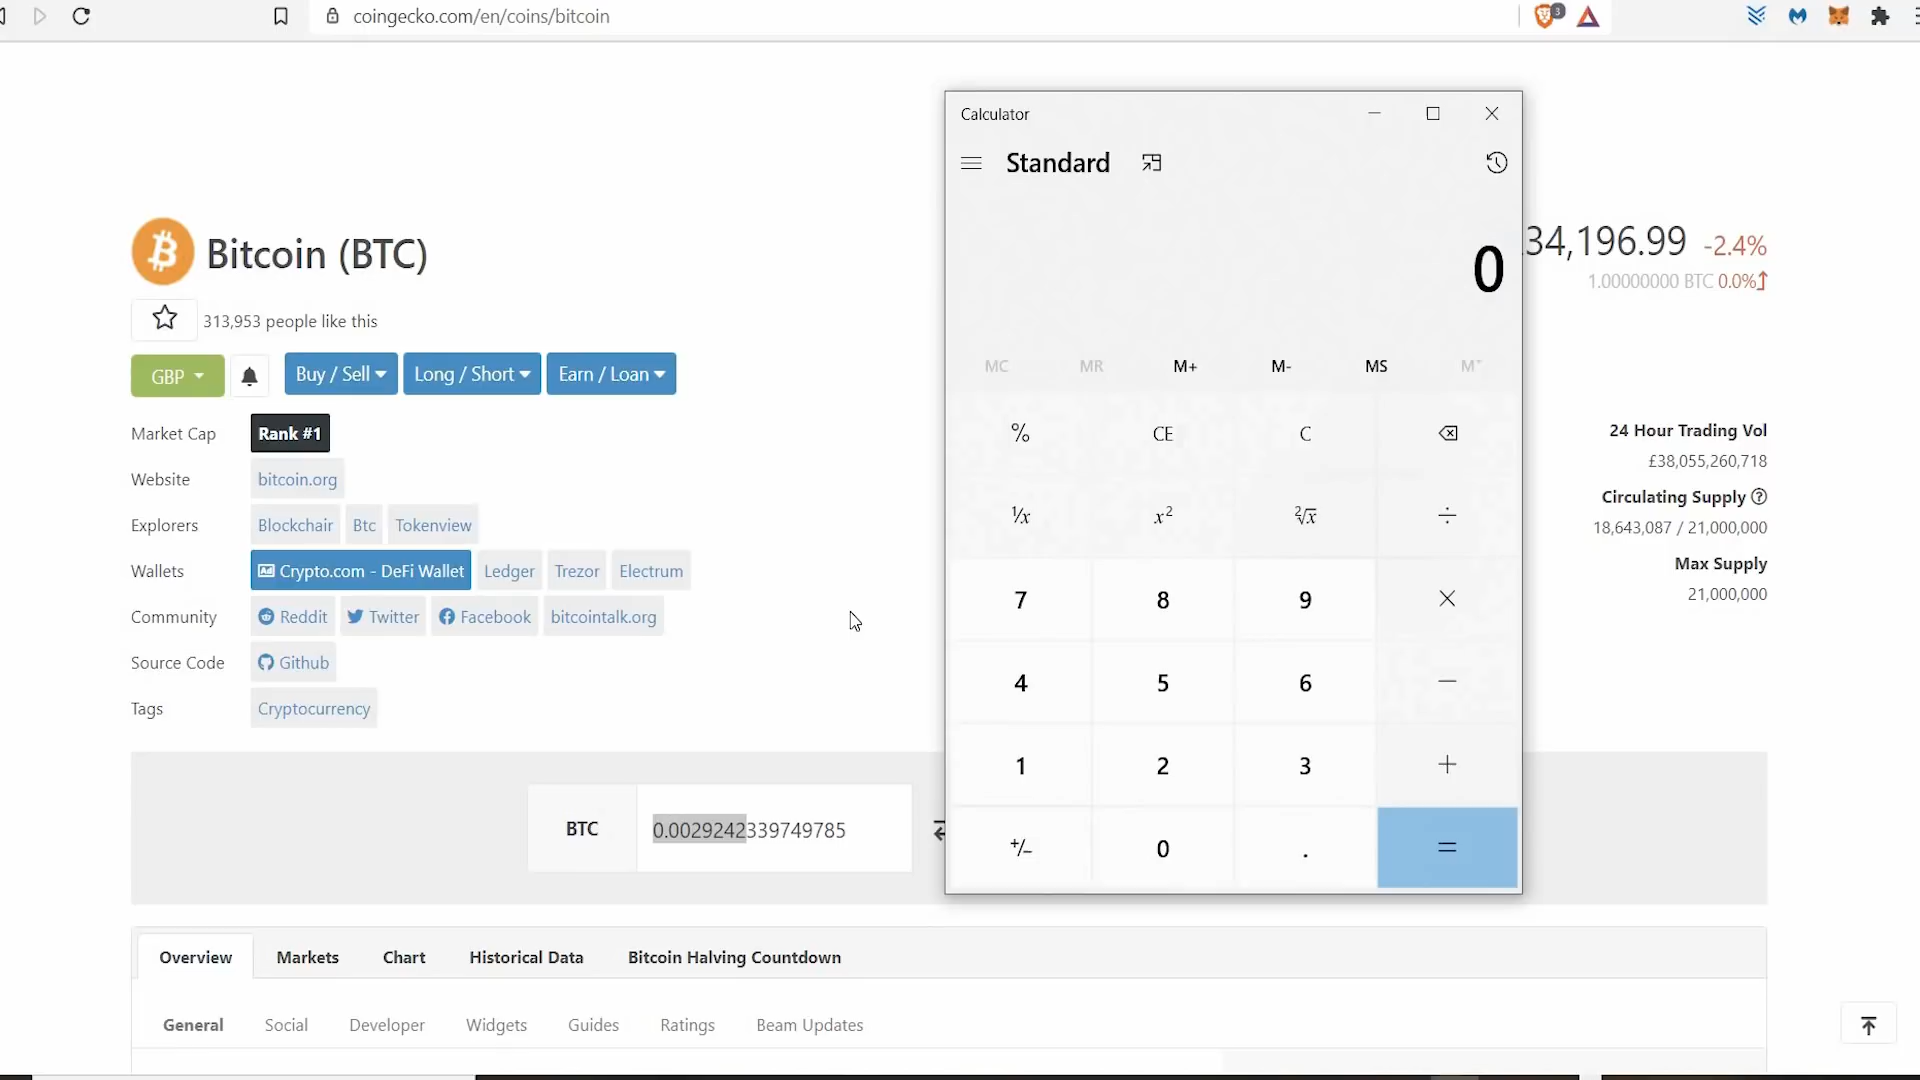 coingecko.com/en/coins/bitcoin
3
Bitcoin (BTC)
313,953 people like this
GBP
Buy / Sell
Long / Short
Earn / Loan
Market Cap
Rank #1
Website
bitcoin.org
Explorers
Blockchair
Btc
Tokenview
Wallets
Ad
Crypto.com - DeFi Wallet
Ledger
Trezor
Electrum
Community
Reddit
Twitter
Facebook
bitcointalk.org
Source Code
Github
Tags
Cryptocurrency
BTC
0.0029242339749785
Calculator
Standard
0
MC MR M+ M- MS M˅
% CE C
⅟x x² ²√x ÷
7 8 9 ×
4 5 6 −
1 2 3 +
+/− 0 . =
34,196.99 -2.4%
1.00000000 BTC 0.0%
24 Hour Trading Vol
£38,055,260,718
Circulating Supply
18,643,087 / 21,000,000
Max Supply
21,000,000
Overview
Markets
Chart
Historical Data
Bitcoin Halving Countdown
General
Social
Developer
Widgets
Guides
Ratings
Beam Updates